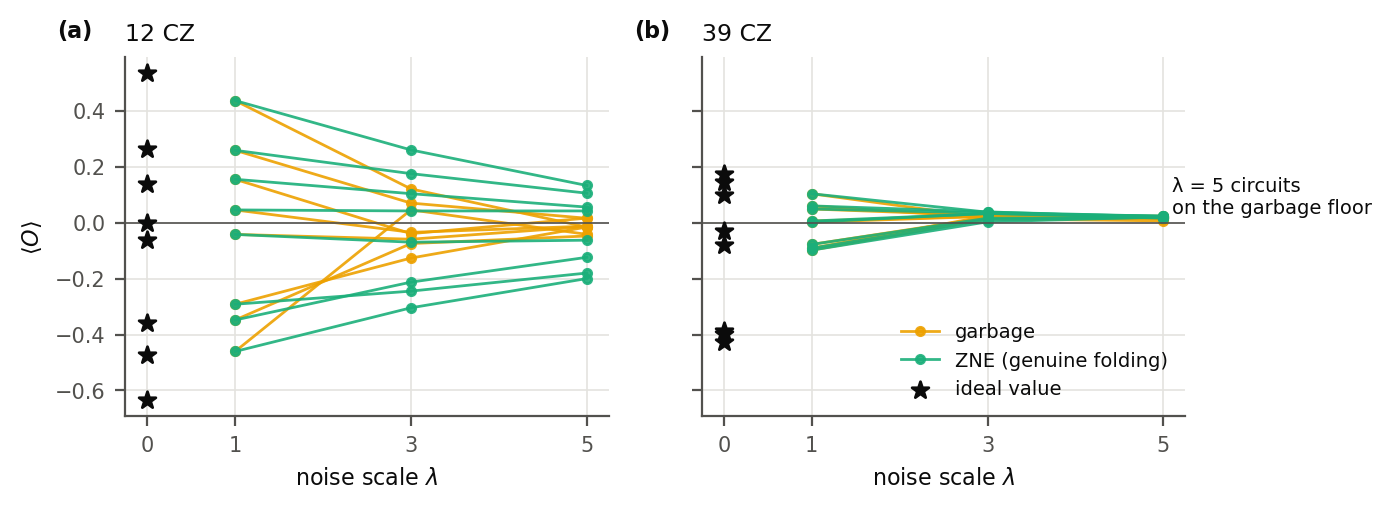 (a) 12 CZ
(b) 39 CZ
⟨O⟩
0.4
0.2
0.0
−0.2
−0.4
−0.6
0 1 3 5
noise scale λ
λ = 5 circuits
on the garbage floor
garbage
ZNE (genuine folding)
ideal value
0 1 3 5
noise scale λ